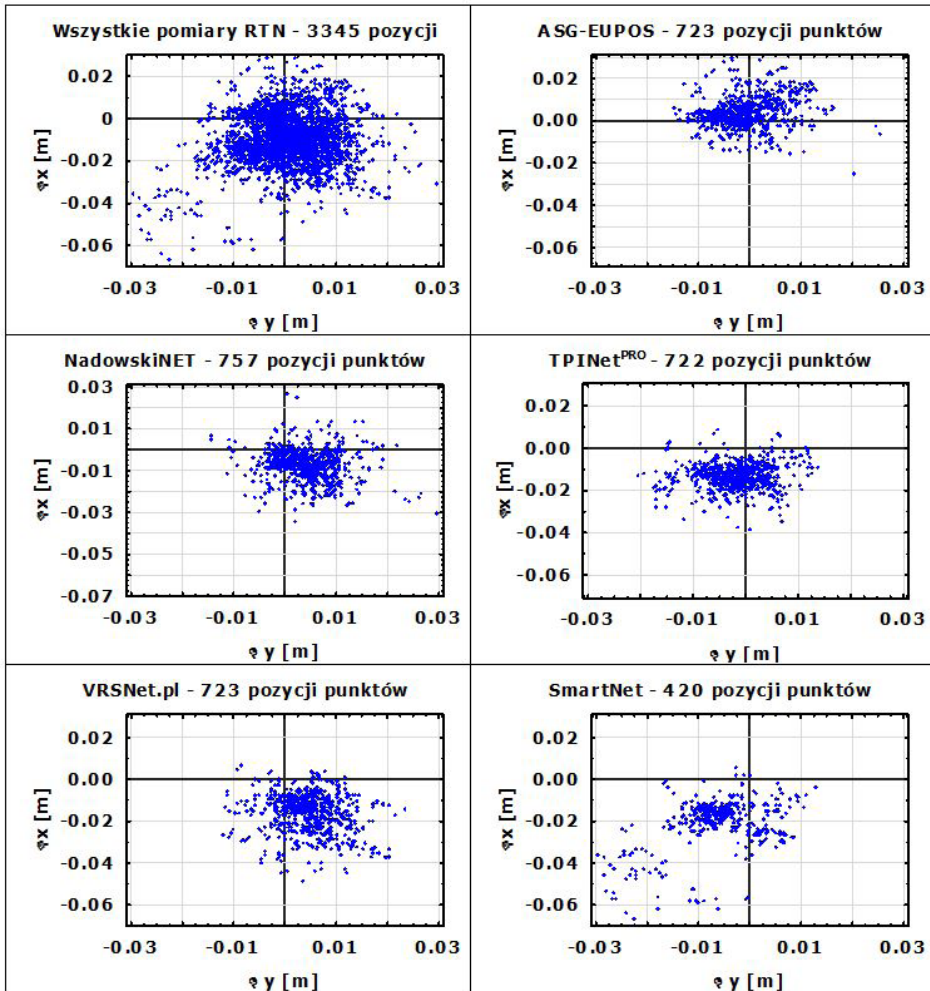 Wszystkie pomiary RTN - 3345 pozycji
0.02
0
-0.02
-0.04
-0.06
φx [m]
-0.03 -0.01 0.01 0.03
φ y [m]
ASG-EUPOS - 723 pozycji punktów
0.02
0.00
-0.02
-0.04
-0.06
φx [m]
-0.03 -0.01 0.01 0.03
φ y [m]
NadowskiNET - 757 pozycji punktów
0.03
0.01
-0.01
-0.03
-0.05
-0.07
φx [m]
-0.03 -0.01 0.01 0.03
φ y [m]
TPINetPRO - 722 pozycji punktów
0.02
0.00
-0.02
-0.04
-0.06
φx [m]
-0.03 -0.01 0.01 0.03
φ y [m]
VRSNet.pl - 723 pozycji punktów
0.02
0.00
-0.02
-0.04
-0.06
φx [m]
-0.03 -0.01 0.01 0.03
φ y [m]
SmartNet - 420 pozycji punktów
0.02
0.00
-0.02
-0.04
-0.06
φx [m]
-0.03 -0.01 0.01 0.03
φ y [m]